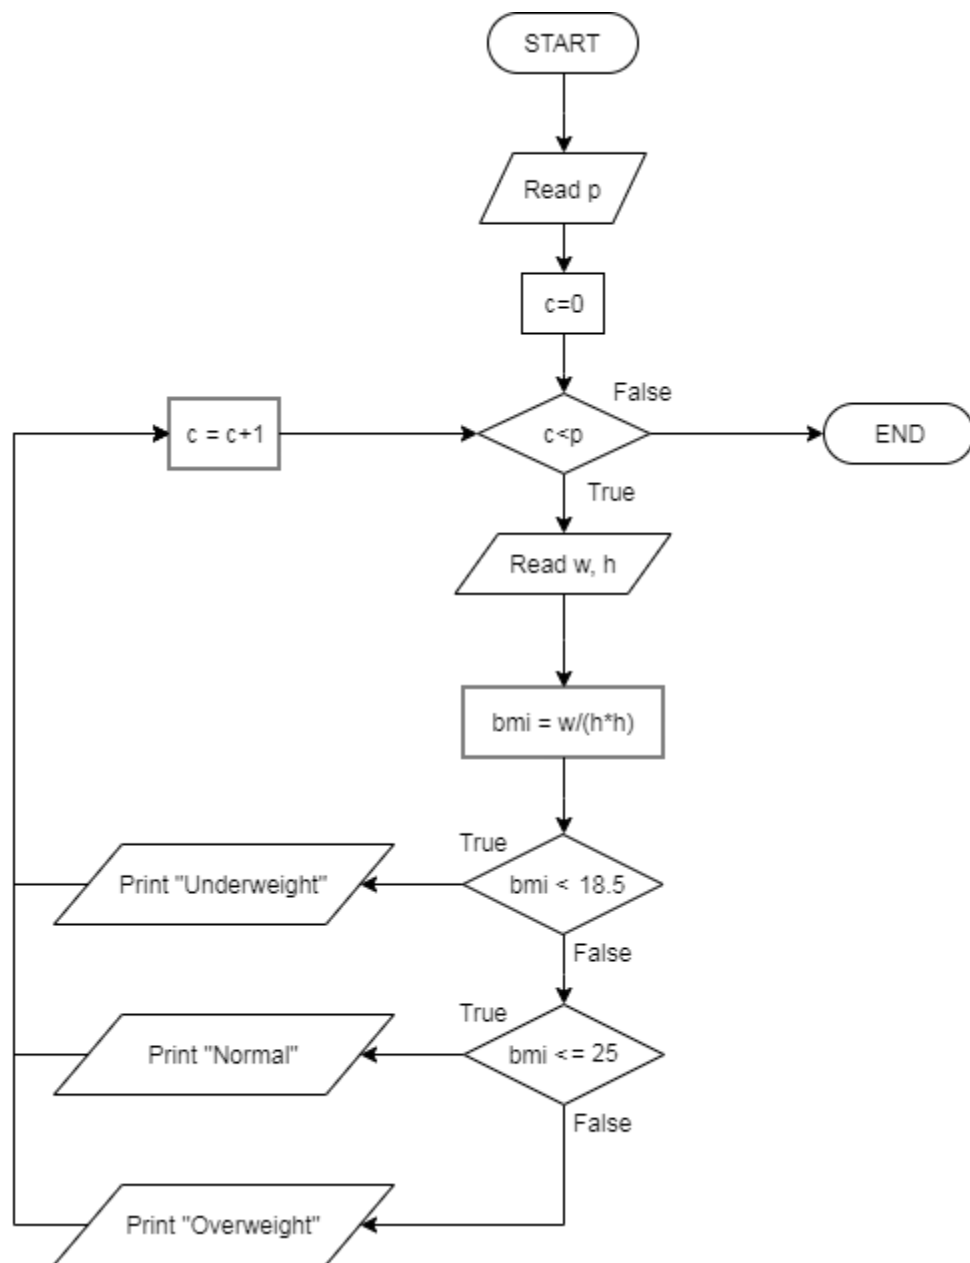 START
Read p
c=0
False
c = c+1
c<p
END
True
Read w, h
bmi = w/(h*h)
True
Print "Underweight"
bmi < 18.5
False
True
Print "Normal"
bmi <= 25
False
Print "Overweight"